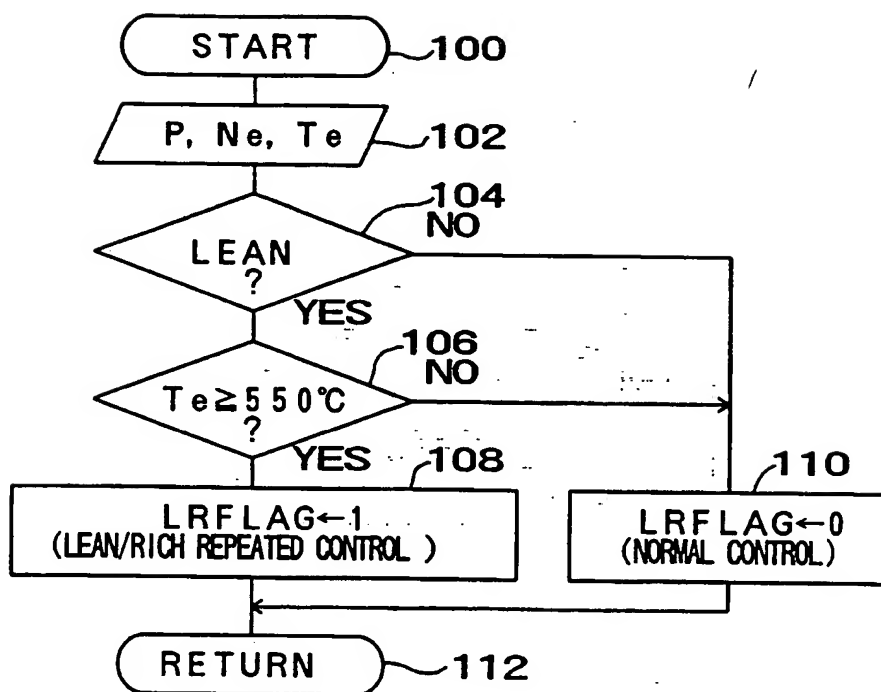 START
100
P, Ne, Te
102
104
NO
LEAN
?
YES
106
NO
Te≧550℃
?
YES
108
LRFLAG←1
(LEAN/RICH REPEATED CONTROL )
110
LRFLAG←0
(NORMAL CONTROL)
RETURN
112